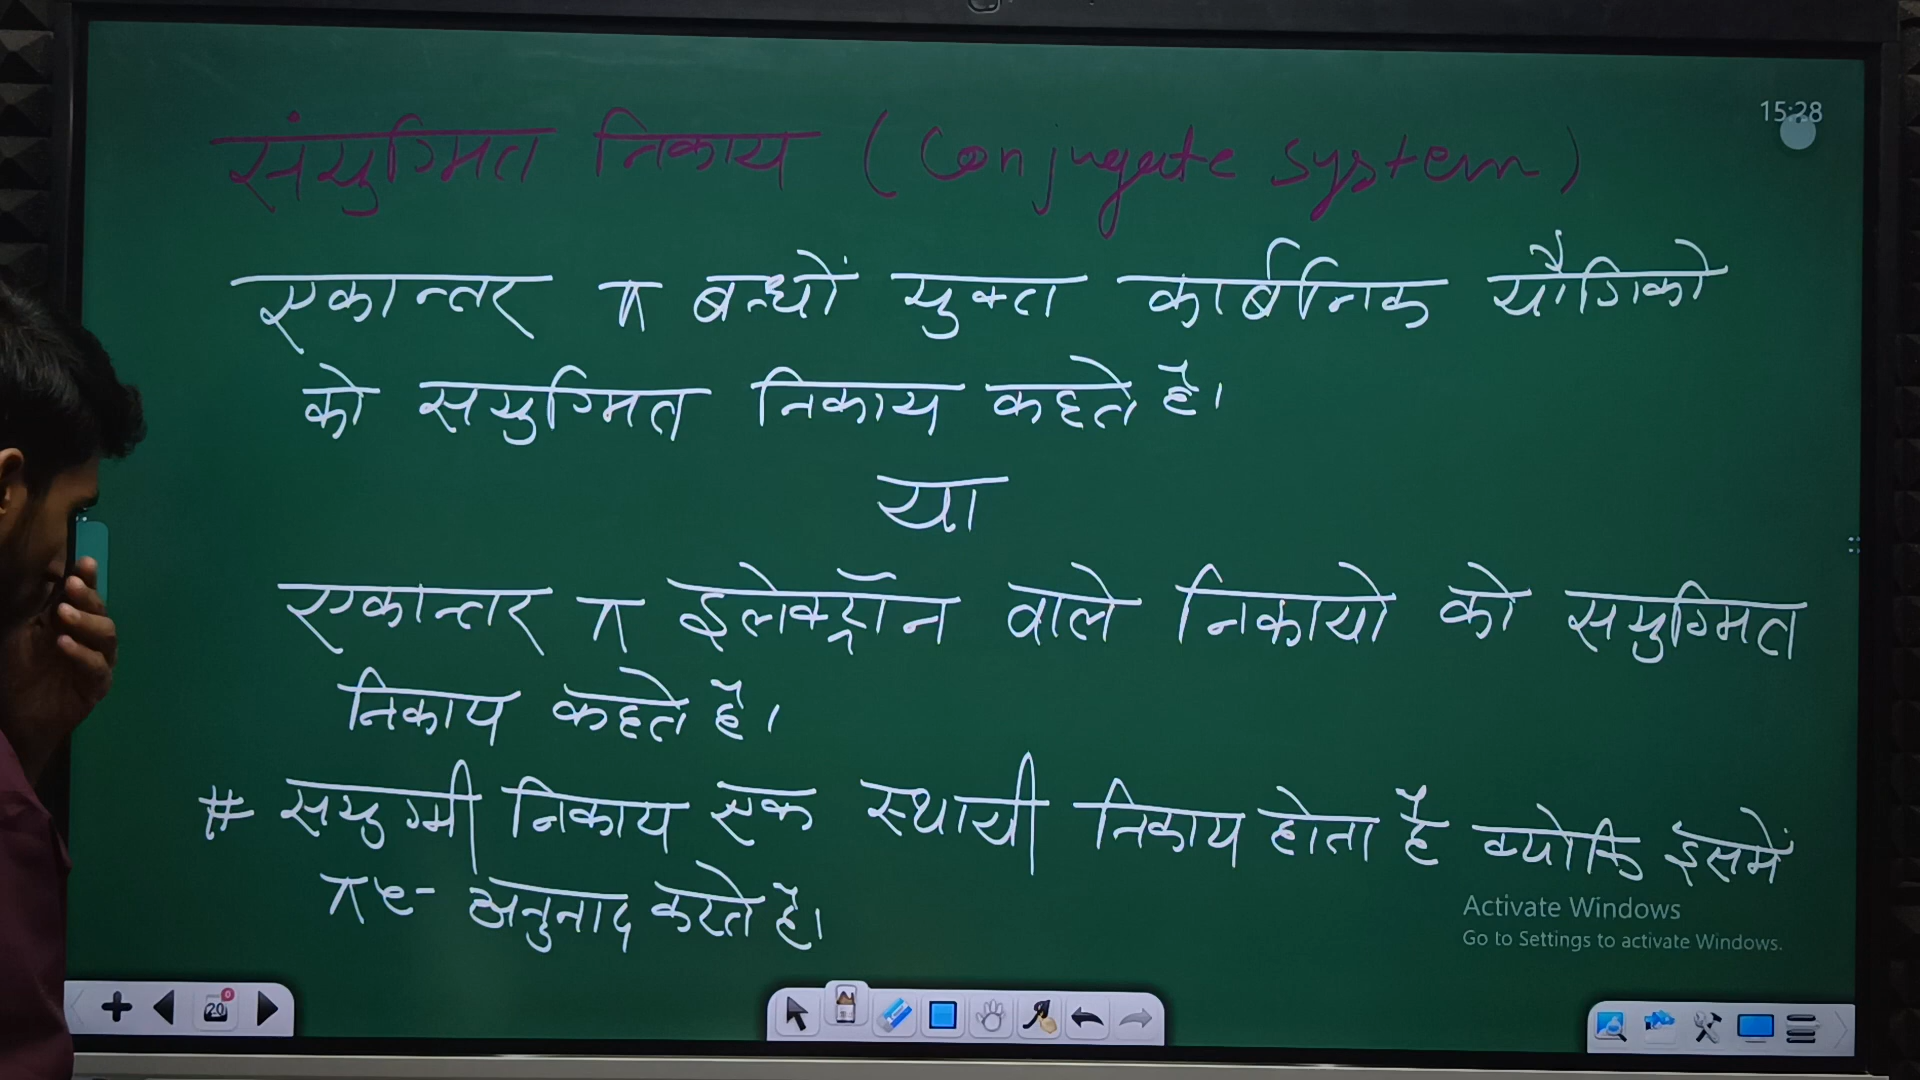 15:28
संयुग्मित निकाय (Conjugate system)
एकान्तर π बन्धों युक्त कार्बनिक यौगिको
को सयुग्मित निकाय कहते है।
या
एकान्तर π इलेक्ट्रॉन वाले निकायो को सयुग्मित
निकाय कहते है।
# सयुग्मी निकाय एक स्थायी निकाय होता है क्योकि इसमें
π e- अनुनाद करते है।
Activate Windows
Go to Settings to activate Windows.
20
0